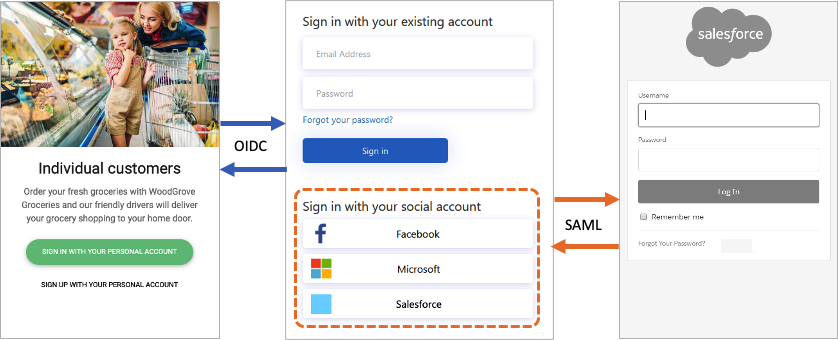 Individual customers
Order your fresh groceries with WoodGrove
Groceries and our friendly drivers will deliver
your grocery shopping to your home door.
SIGN IN WITH YOUR PERSONAL ACCOUNT
SIGN UP WITH YOUR PERSONAL ACCOUNT
OIDC
Sign in with your existing account
Email Address
Password
Forgot your password?
Sign in
Sign in with your social account
Facebook
Microsoft
Salesforce
SAML
salesforce
Username
Password
Log In
Remember me
Forgot Your Password?